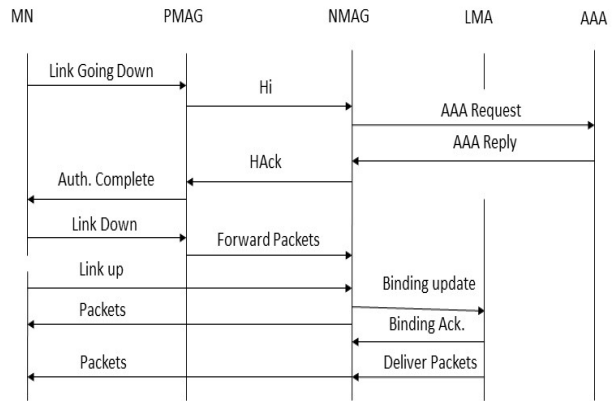 MN PMAG NMAG LMA AAA
Link Going Down
Hi
AAA Request
AAA Reply
HAck
Auth. Complete
Link Down
Forward Packets
Link up
Binding update
Packets
Binding Ack.
Packets Deliver Packets